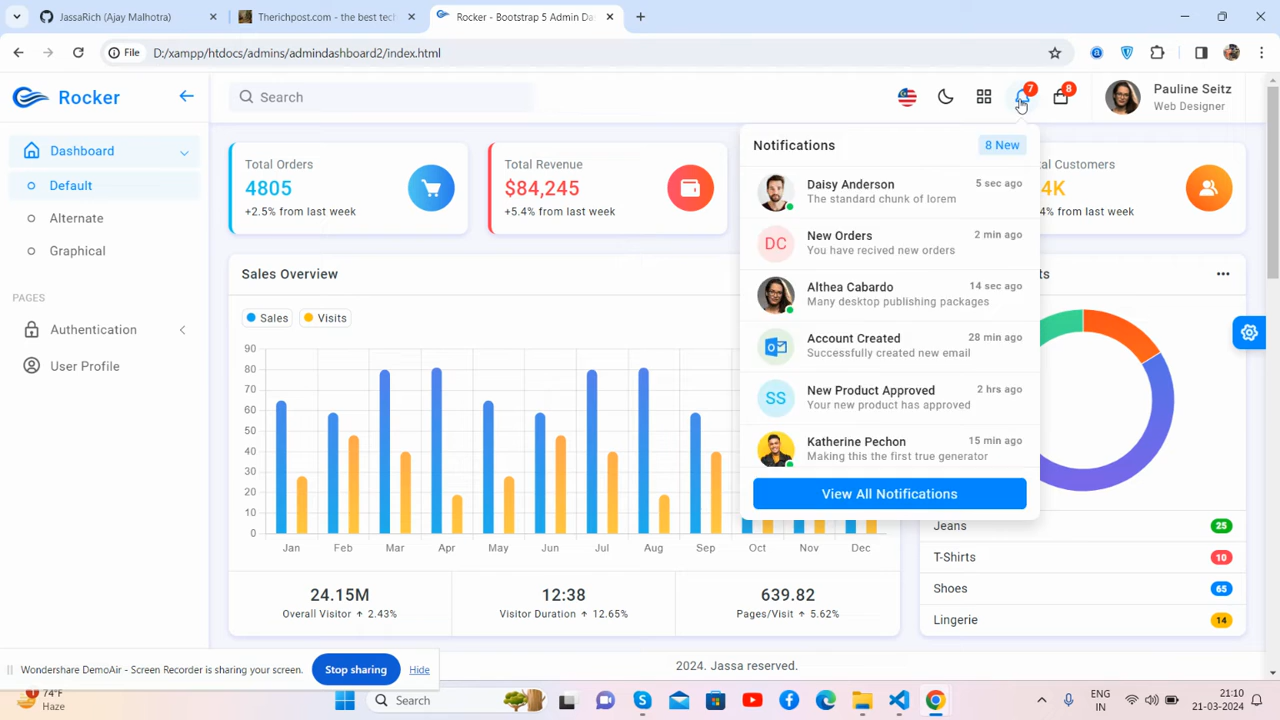 JassaRich (Ajay Malhotra)
Therichpost.com - the best tec
Rocker - Bootstrap 5 Admin Da
File
D:/xampp/htdocs/admins/admindashboard2/index.html
Rocker
Search
7
8
Pauline Seitz
Web Designer
Dashboard
Default
Alternate
Graphical
PAGES
Authentication
User Profile
Total Orders
4805
+2.5% from last week
Total Revenue
$84,245
+5.4% from last week
al Customers
4K
4% from last week
Notifications
8 New
Daisy Anderson
5 sec ago
The standard chunk of lorem
DC
New Orders
2 min ago
You have recived new orders
Althea Cabardo
14 sec ago
Many desktop publishing packages
Account Created
28 min ago
Successfully created new email
SS
New Product Approved
2 hrs ago
Your new product has approved
Katherine Pechon
15 min ago
Making this the first true generator
View All Notifications
Sales Overview
Sales
Visits
90
80
70
60
50
40
30
20
10
0
Jan Feb Mar Apr May Jun Jul Aug Sep Oct Nov Dec
24.15M
Overall Visitor ↑ 2.43%
12:38
Visitor Duration ↑ 12.65%
639.82
Pages/Visit ↑ 5.62%
ts
Jeans 25
T-Shirts 10
Shoes 65
Lingerie 14
2024. Jassa reserved.
Wondershare DemoAir - Screen Recorder is sharing your screen.
Stop sharing
Hide
74°F
Haze
Search
ENG
IN
21:10
21-03-2024